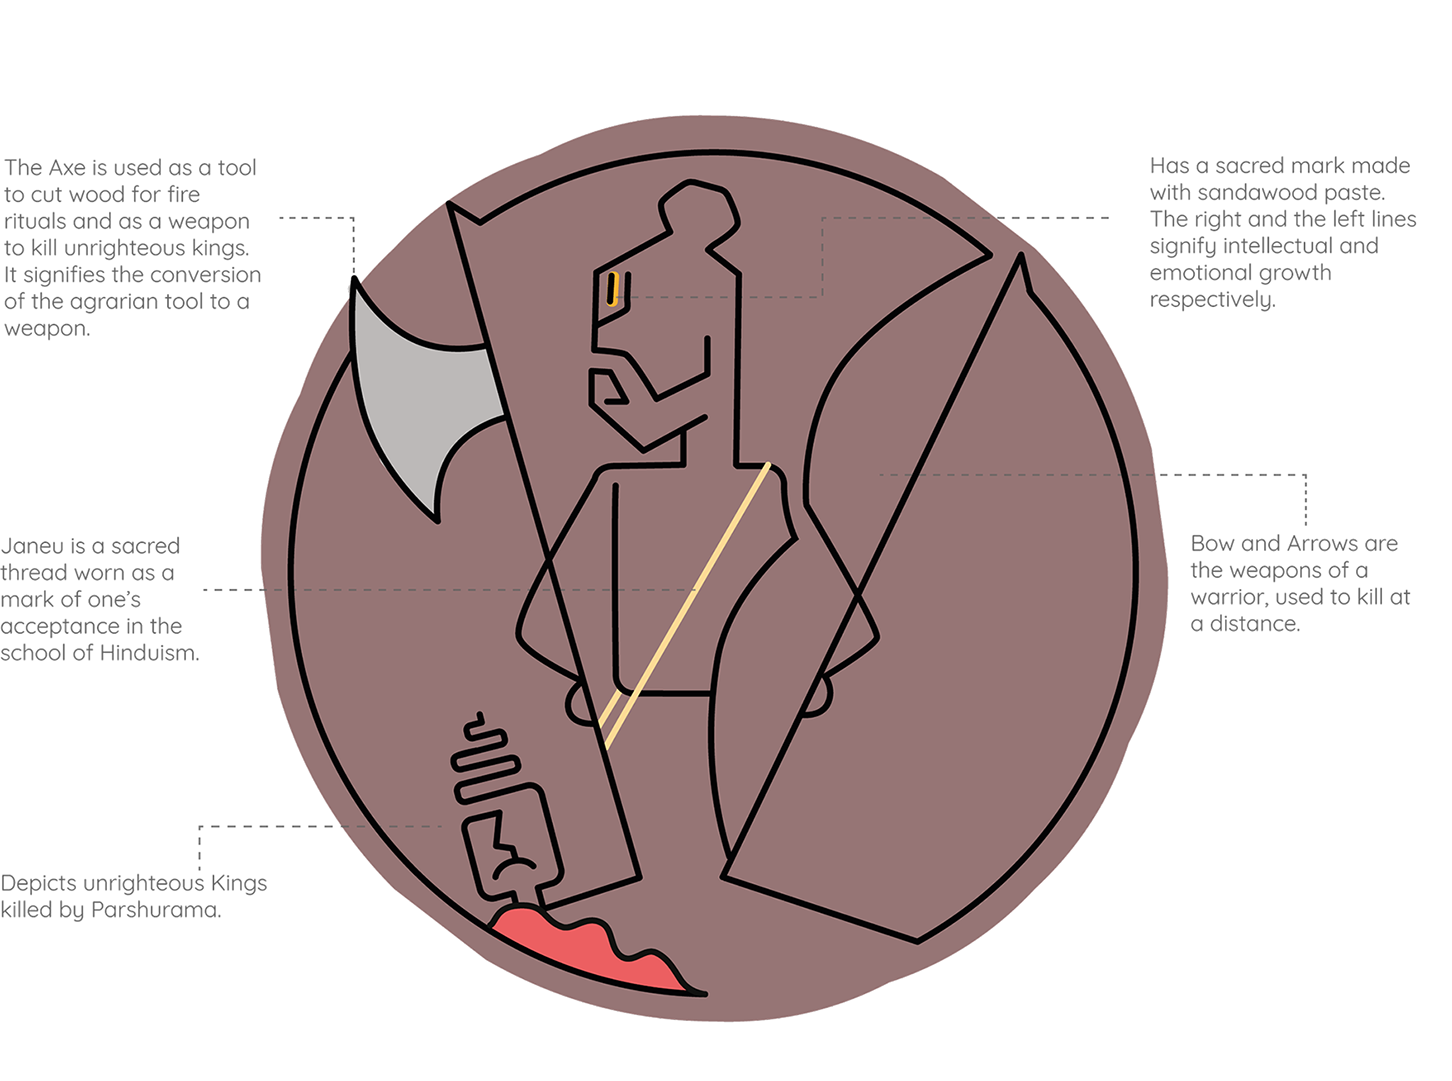 The Axe is used as a tool
to cut wood for fire
rituals and as a weapon
to kill unrighteous kings.
It signifies the conversion
of the agrarian tool to a
weapon.
Has a sacred mark made
with sandawood paste.
The right and the left lines
signify intellectual and
emotional growth
respectively.
Janeu is a sacred
thread worn as a
mark of one’s
acceptance in the
school of Hinduism.
Bow and Arrows are
the weapons of a
warrior, used to kill at
a distance.
Depicts unrighteous Kings
killed by Parshurama.